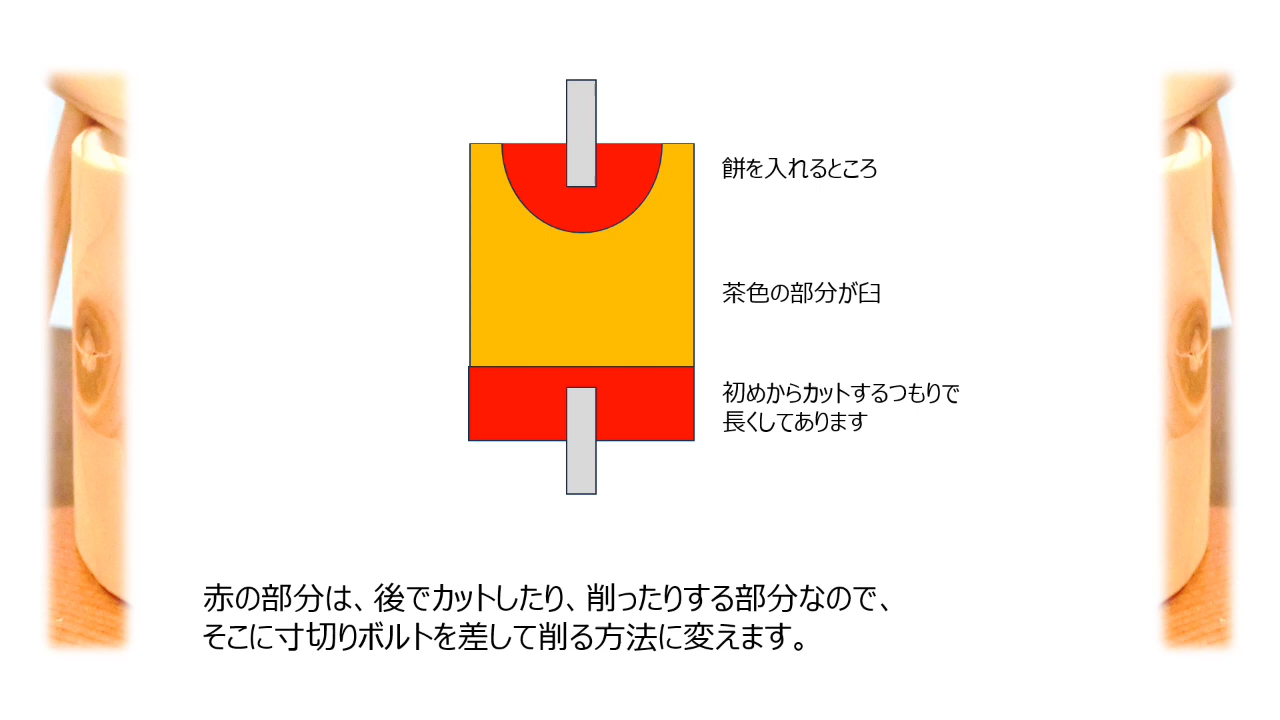 餅を入れるところ
茶色の部分が臼
初めからカットするつもりで
長くしてあります
赤の部分は、後でカットしたり、削ったりする部分なので、
そこに寸切りボルトを差して削る方法に変えます。